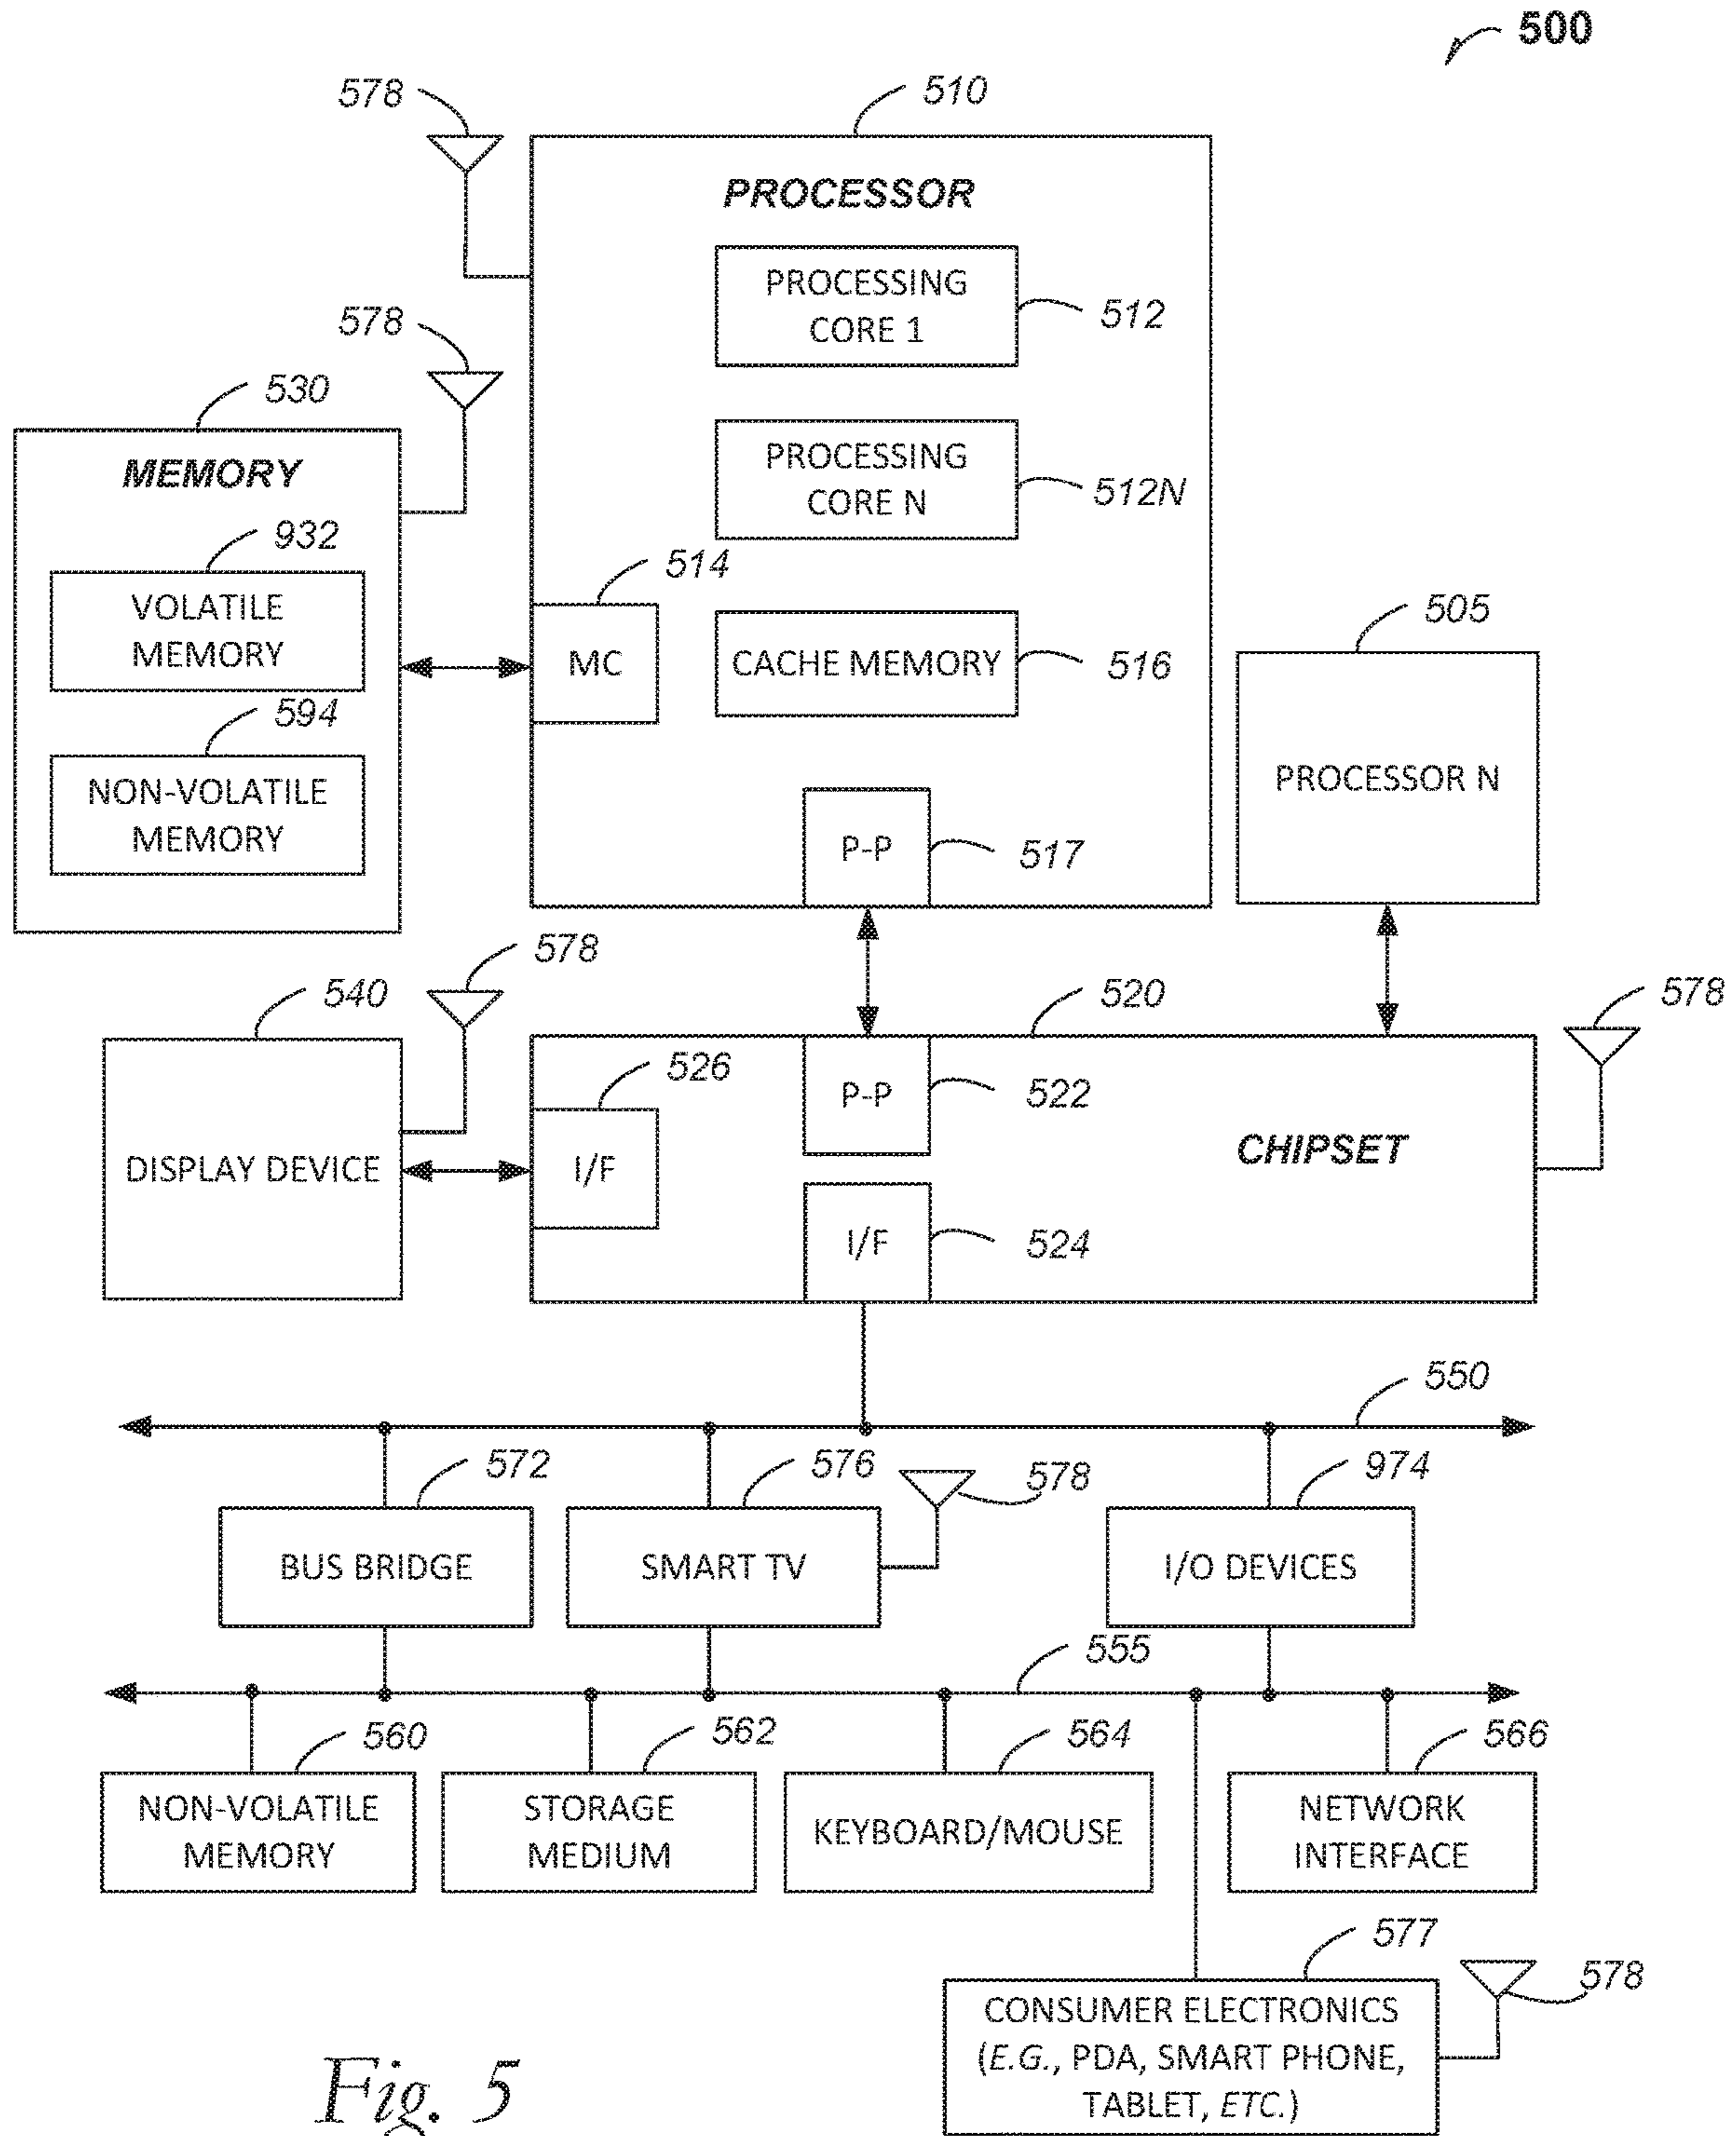 500
578
510
PROCESSOR
PROCESSING
CORE 1
512
578
530
MEMORY
PROCESSING
CORE N
512N
932
VOLATILE
MEMORY
514
MC
CACHE MEMORY
516
505
PROCESSOR N
594
NON-VOLATILE
MEMORY
P-P
517
578
540
DISPLAY DEVICE
520
578
526
I/F
P-P
522
CHIPSET
I/F
524
550
572
576
578
974
BUS BRIDGE
SMART TV
I/O DEVICES
555
560
562
564
566
NON-VOLATILE
MEMORY
STORAGE
MEDIUM
KEYBOARD/MOUSE
NETWORK
INTERFACE
577
578
CONSUMER ELECTRONICS
(E.G., PDA, SMART PHONE,
TABLET, ETC.)
Fig. 5